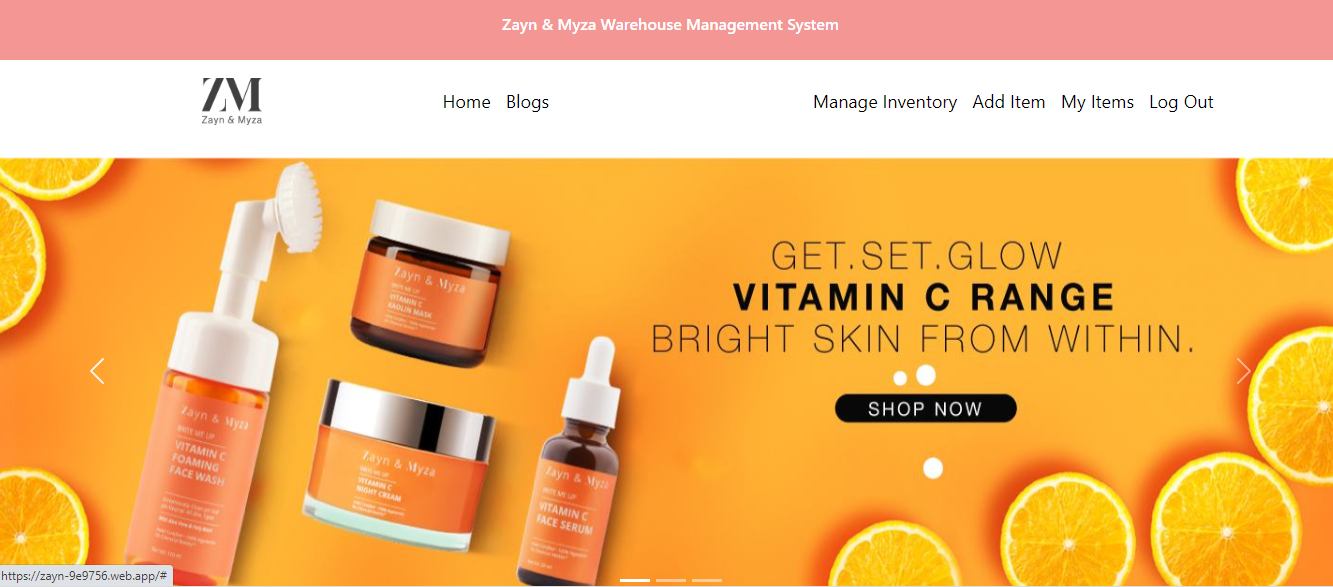 Zayn & Myza Warehouse Management System
ZM
Zayn & Myza
Home Blogs
Manage Inventory Add Item My Items Log Out
GET.SET.GLOW
VITAMIN C RANGE
BRIGHT SKIN FROM WITHIN.
SHOP NOW
Zayn & Myza
BRITE ME UP
VITAMIN C
KAOLIN MASK
Zayn & Myza
BRITE ME UP
VITAMIN C
FOAMING
FACE WASH
Zayn & Myza
BRITE ME UP
VITAMIN C
NIGHT CREAM
Zayn & Myza
BRITE ME UP
VITAMIN C
FACE SERUM
https://zayn-9e9756.web.app/#